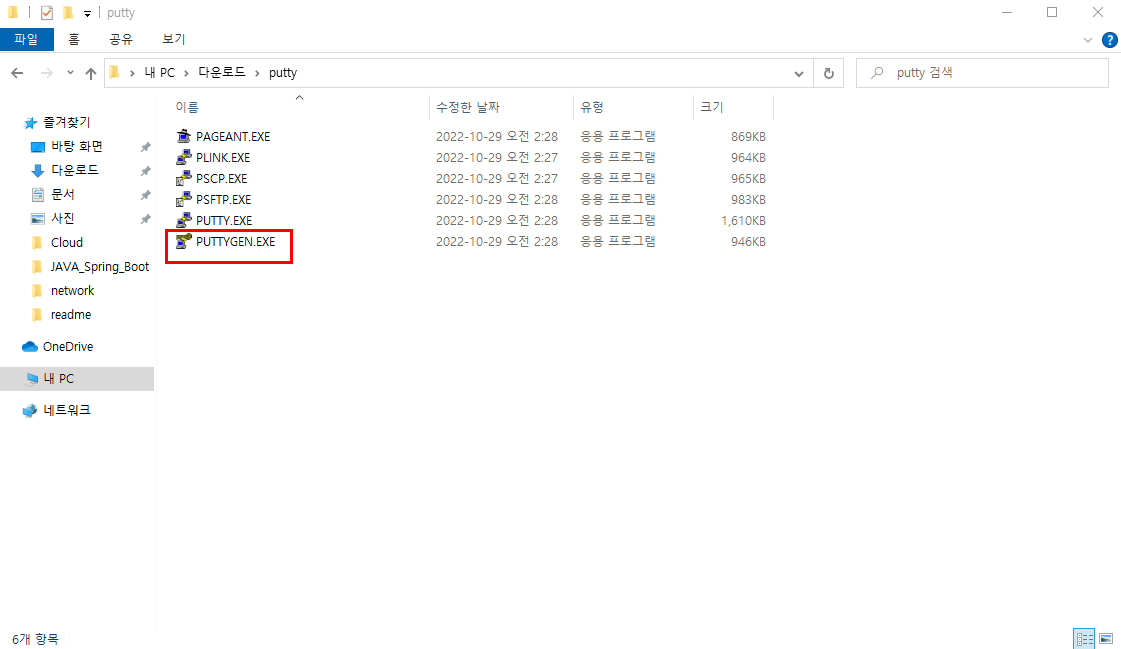 putty
파일 홈 공유 보기
내 PC 다운로드 putty
putty 검색
이름 수정한 날짜 유형 크기
즐겨찾기
바탕 화면
다운로드
문서
사진
Cloud
JAVA_Spring_Boot
network
readme
OneDrive
내 PC
네트워크
PAGEANT.EXE 2022-10-29 오전 2:28 응용 프로그램 869KB
PLINK.EXE 2022-10-29 오전 2:27 응용 프로그램 964KB
PSCP.EXE 2022-10-29 오전 2:27 응용 프로그램 965KB
PSFTP.EXE 2022-10-29 오전 2:28 응용 프로그램 983KB
PUTTY.EXE 2022-10-29 오전 2:28 응용 프로그램 1,610KB
PUTTYGEN.EXE 2022-10-29 오전 2:28 응용 프로그램 946KB
6개 항목